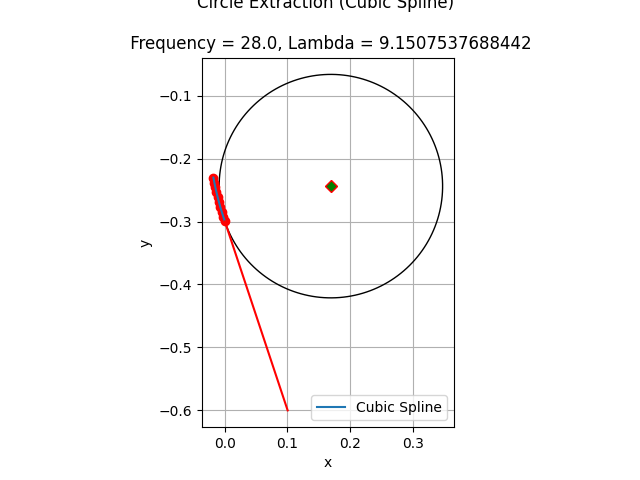 Circle Extraction (Cubic Spline)
Frequency = 28.0, Lambda = 9.1507537688442
−0.1
−0.2
−0.3
−0.4
−0.5
−0.6
y
0.0 0.1 0.2 0.3
x
Cubic Spline